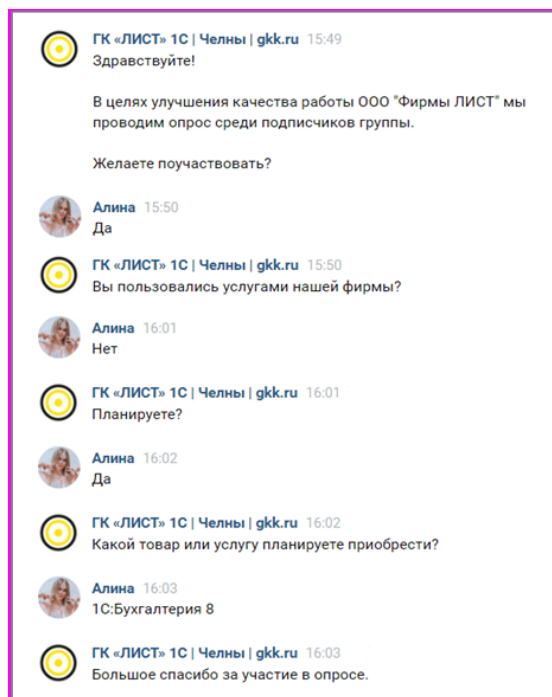 ГК «ЛИСТ» 1С | Челны | gkk.ru 15:49
Здравствуйте!
В целях улучшения качества работы ООО "Фирмы ЛИСТ" мы
проводим опрос среди подписчиков группы.
Желаете поучаствовать?
Алина 15:50
Да
ГК «ЛИСТ» 1С | Челны | gkk.ru 15:50
Вы пользовались услугами нашей фирмы?
Алина 16:01
Нет
ГК «ЛИСТ» 1С | Челны | gkk.ru 16:01
Планируете?
Алина 16:02
Да
ГК «ЛИСТ» 1С | Челны | gkk.ru 16:02
Какой товар или услугу планируете приобрести?
Алина 16:03
1С:Бухгалтерия 8
ГК «ЛИСТ» 1С | Челны | gkk.ru 16:03
Большое спасибо за участие в опросе.